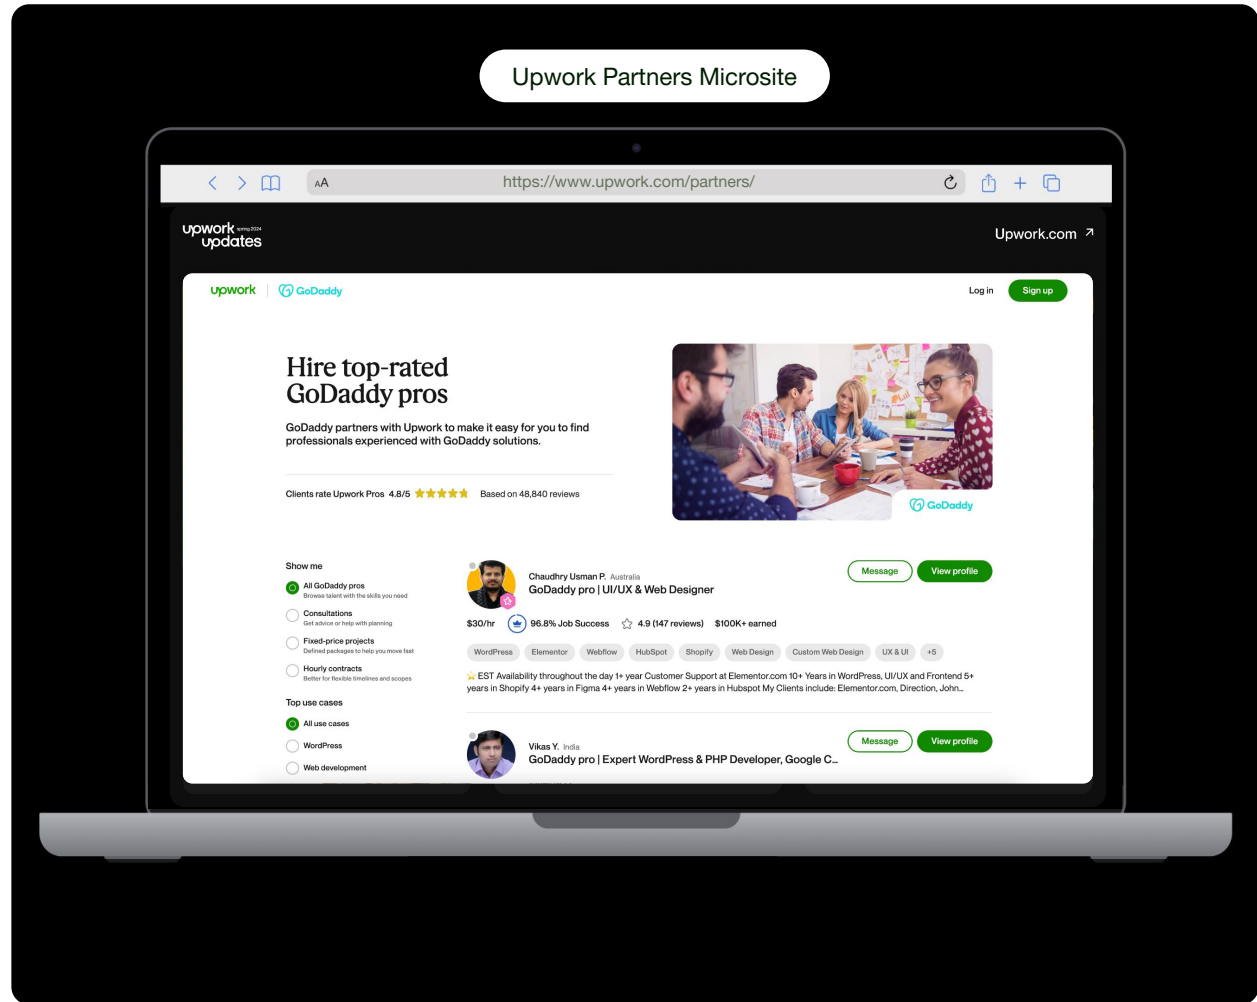 Upwork Partners Microsite
AA
https://www.upwork.com/partners/
upwork spring 2024
updates
Upwork.com
upwork
GoDaddy
Log in
Sign up
Hire top-rated
GoDaddy pros
GoDaddy partners with Upwork to make it easy for you to find
professionals experienced with GoDaddy solutions.
Clients rate Upwork Pros 4.8/5
Based on 48,840 reviews
GoDaddy
Show me
All GoDaddy pros
Browse talent with the skills you need
Consultations
Get advice or help with planning
Fixed-price projects
Defined packages to help you move fast
Hourly contracts
Better for flexible timelines and scopes
Top use cases
All use cases
WordPress
Web development
Chaudhry Usman P. Australia
GoDaddy pro | UI/UX & Web Designer
Message
View profile
$30/hr 96.8% Job Success 4.9 (147 reviews) $100K+ earned
WordPress Elementor Webflow HubSpot Shopify Web Design Custom Web Design UX & UI +5
⭐ EST Availability throughout the day 1+ year Customer Support at Elementor.com 10+ Years in WordPress, UI/UX and Frontend 5+
years in Shopify 4+ years in Figma 4+ years in Webflow 2+ years in Hubspot My Clients include: Elementor.com, Direction, John...
Vikas Y. India
GoDaddy pro | Expert WordPress & PHP Developer, Google C...
Message
View profile